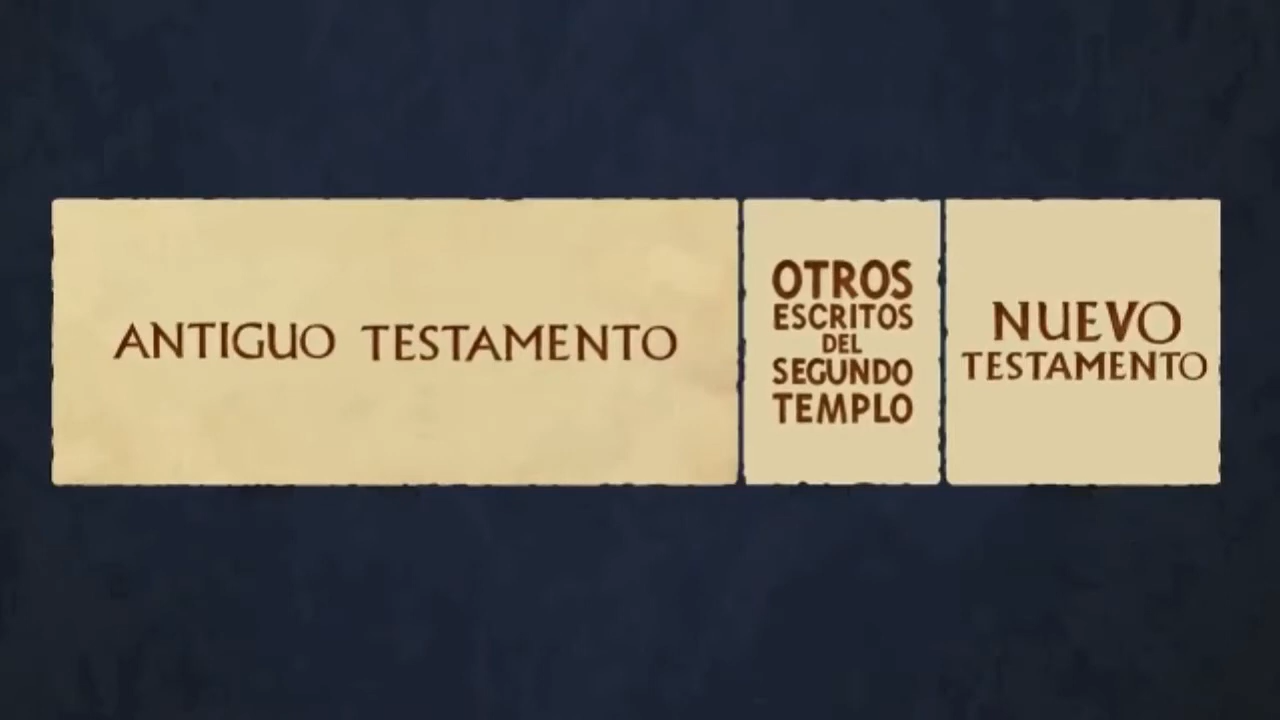 ANTIGUO TESTAMENTO
OTROS
ESCRITOS
DEL
SEGUNDO
TEMPLO
NUEVO
TESTAMENTO